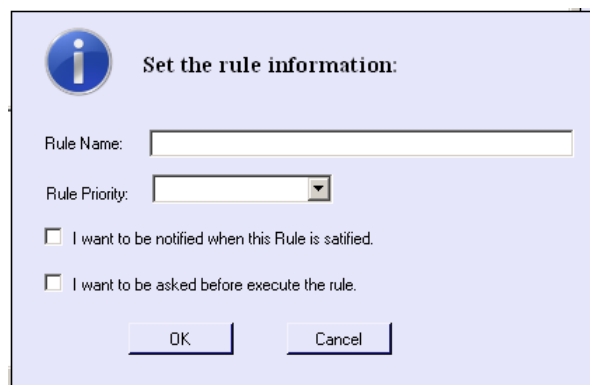 Set the rule information:
Rule Name:
Rule Priority:
I want to be notified when this Rule is satified.
I want to be asked before execute the rule.
OK Cancel